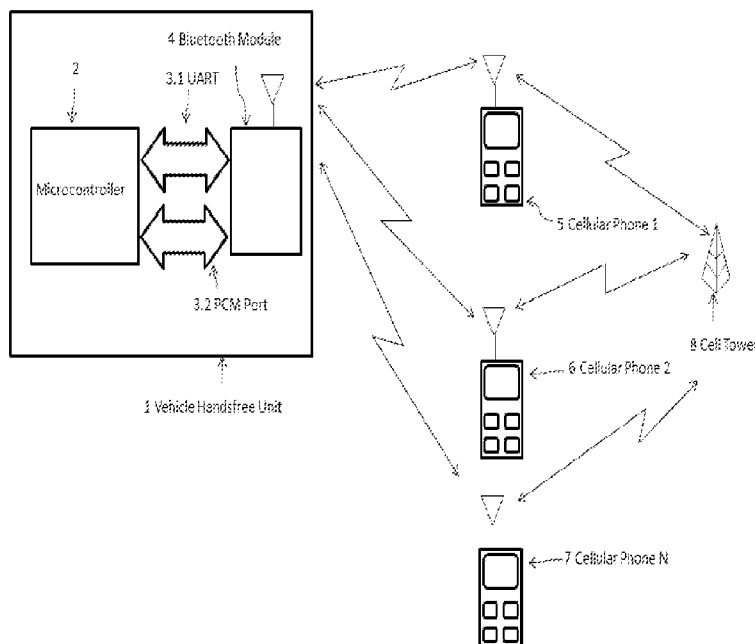 4 Bluetooth Module
2
3.1 UART
Microcontroller
5 Cellular Phone 1
3.2 PCM Port
8 Cell Tower
6 Cellular Phone 2
1 Vehicle Handsfree Unit
7 Cellular Phone N